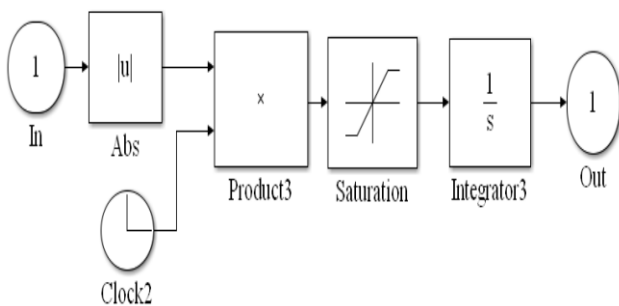 1
In
|u|
Abs
Clock2
×
Product3
Saturation
1
s
Integrator3
1
Out